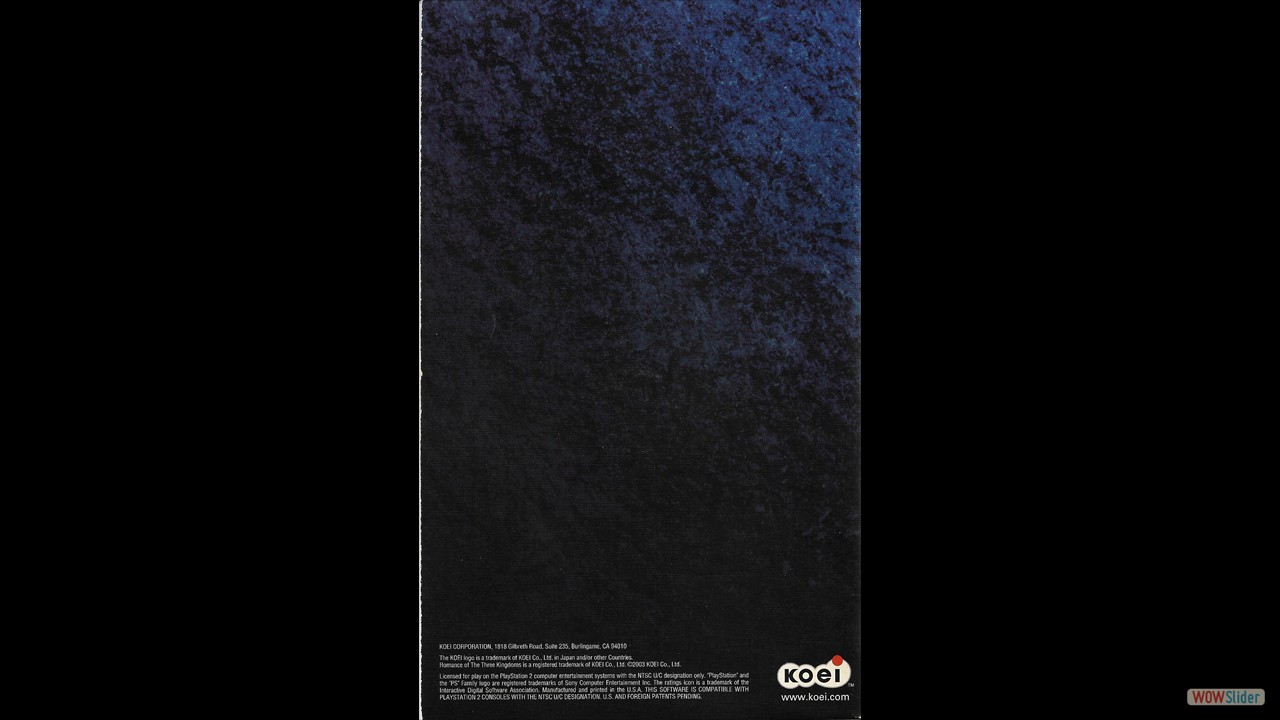 KOEI CORPORATION, 1818 Gilbreth Road, Suite 235, Burlingame, CA 94010
The KOEI logo is a trademark of KOEI Co., Ltd. in Japan and/or other Countries.
Romance of The Three Kingdoms is a registered trademark of KOEI Co., Ltd. ©2003 KOEI Co., Ltd.
Licensed for play on the PlayStation 2 computer entertainment systems with the NTSC U/C designation only. "PlayStation" and
the "PS" Family logo are registered trademarks of Sony Computer Entertainment Inc. The ratings icon is a trademark of the
Interactive Digital Software Association. Manufactured and printed in the U.S.A. THIS SOFTWARE IS COMPATIBLE WITH
PLAYSTATION 2 CONSOLES WITH THE NTSC U/C DESIGNATION. U.S. AND FOREIGN PATENTS PENDING.
KOEI TM
www.koei.com
WOWSlider